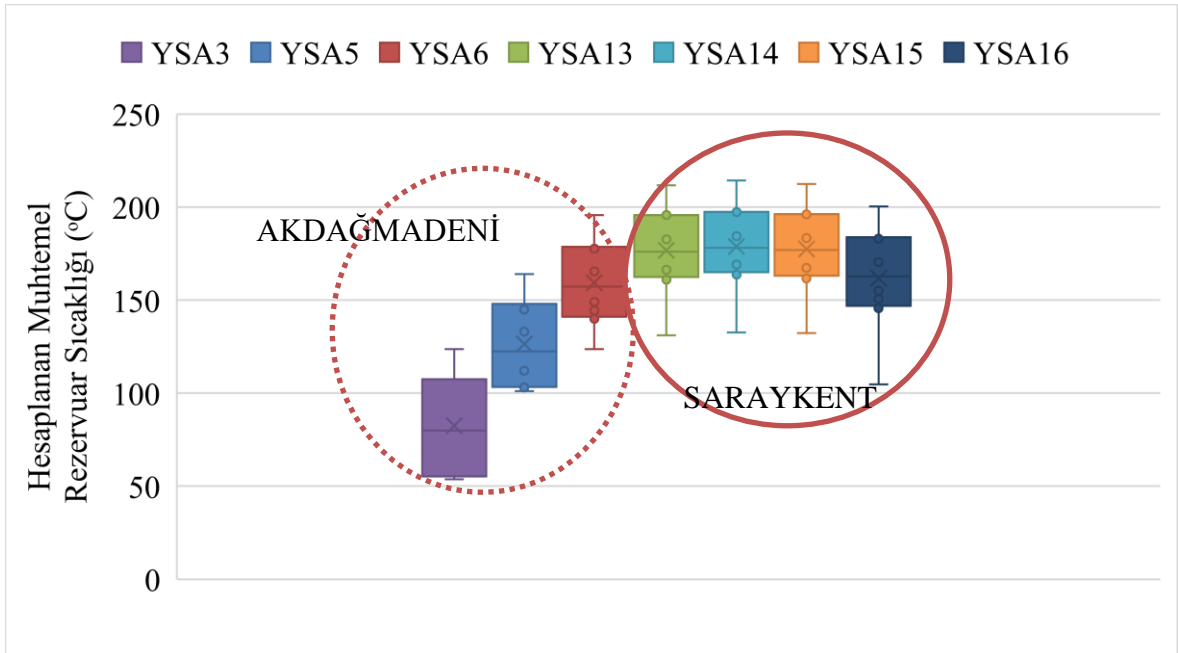 YSA3 YSA5 YSA6 YSA13 YSA14 YSA15 YSA16
Hesaplanan Muhtemel
Rezervuar Sıcaklığı (ºC)
250
200
150
100
50
0
AKDAĞMADENİ
SARAYKENT